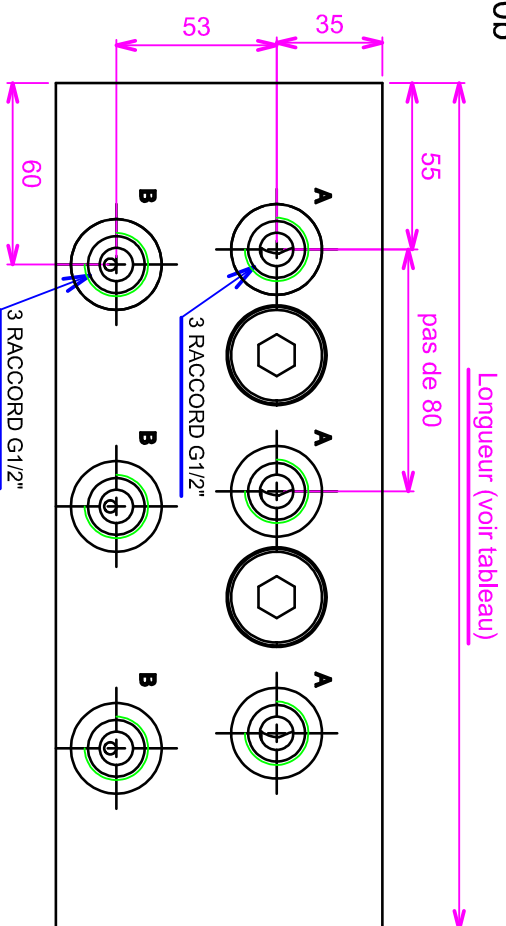 Longueur (voir tableau)
55
pas de 80
35
A A A
53
3 RACCORD G1/2"
B B B
60
3 RACCORD G1/2"